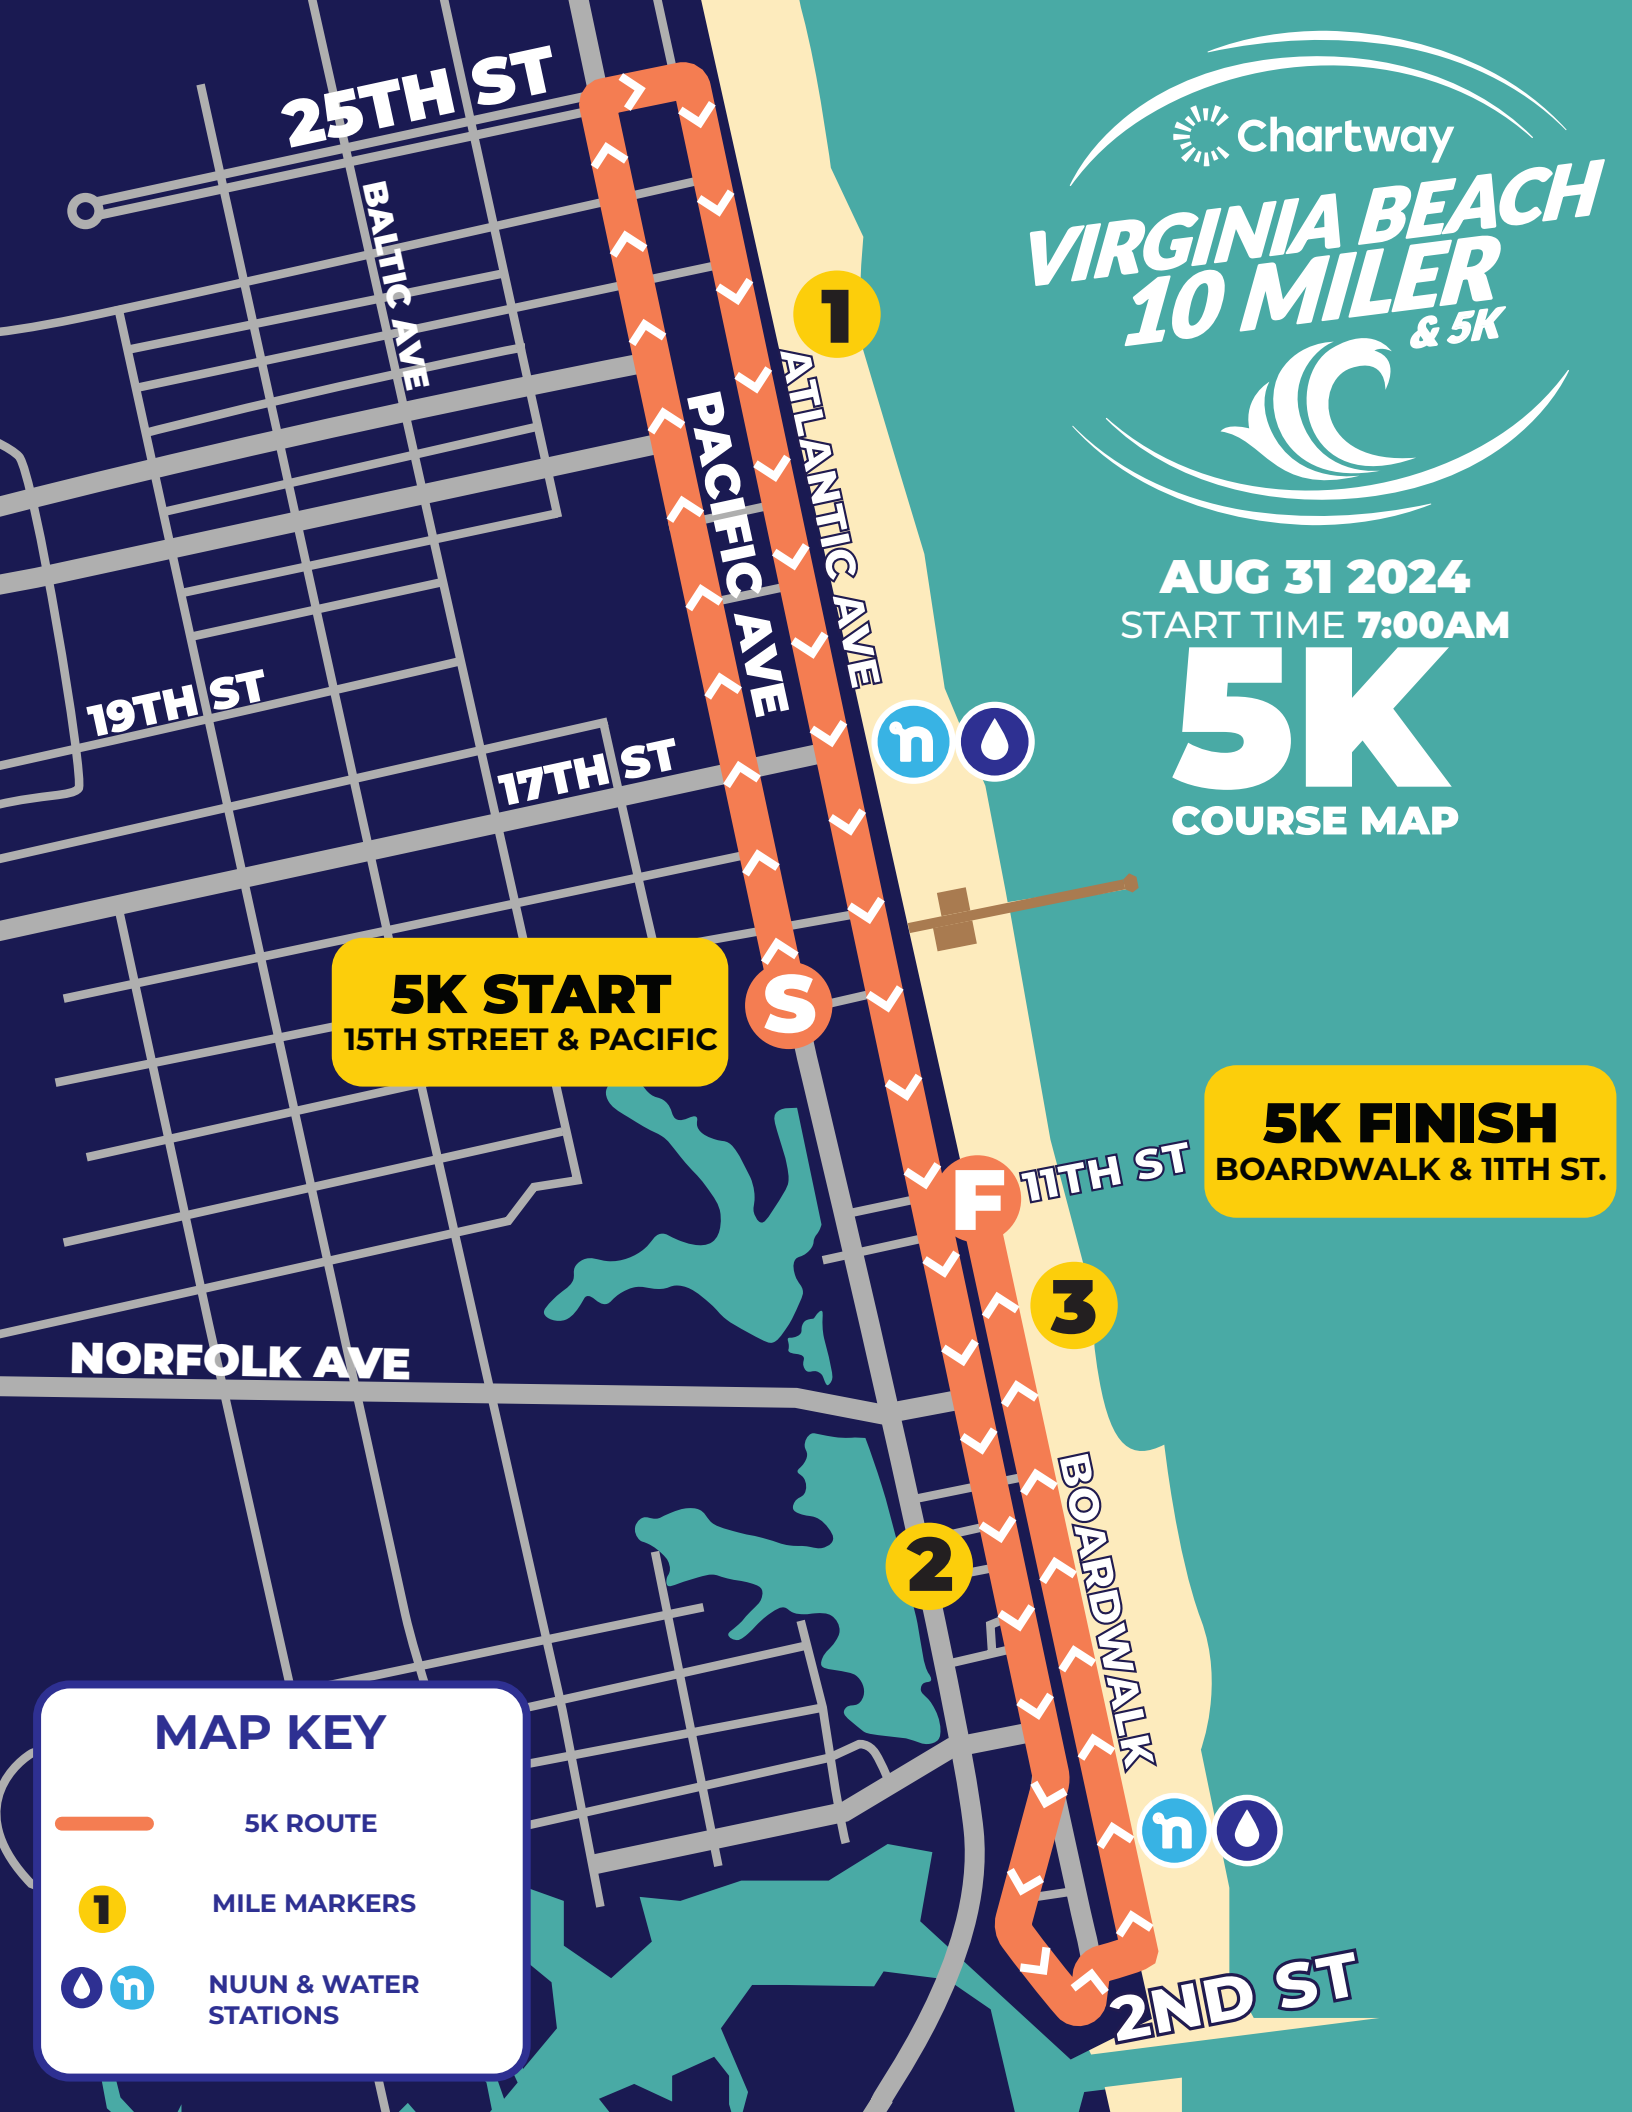 25TH ST
BALTIC AVE
Chartway
VIRGINIA BEACH
10 MILER
& 5K
1
ATLANTIC AVE
PACIFIC AVE
AUG 31 2024
START TIME 7:00AM
5K
COURSE MAP
19TH ST
17TH ST
n
5K START
15TH STREET & PACIFIC
S
5K FINISH
BOARDWALK & 11TH ST.
11TH ST
F
3
NORFOLK AVE
BOARDWALK
2
n
2ND ST
MAP KEY
5K ROUTE
1 MILE MARKERS
n NUUN & WATER
STATIONS